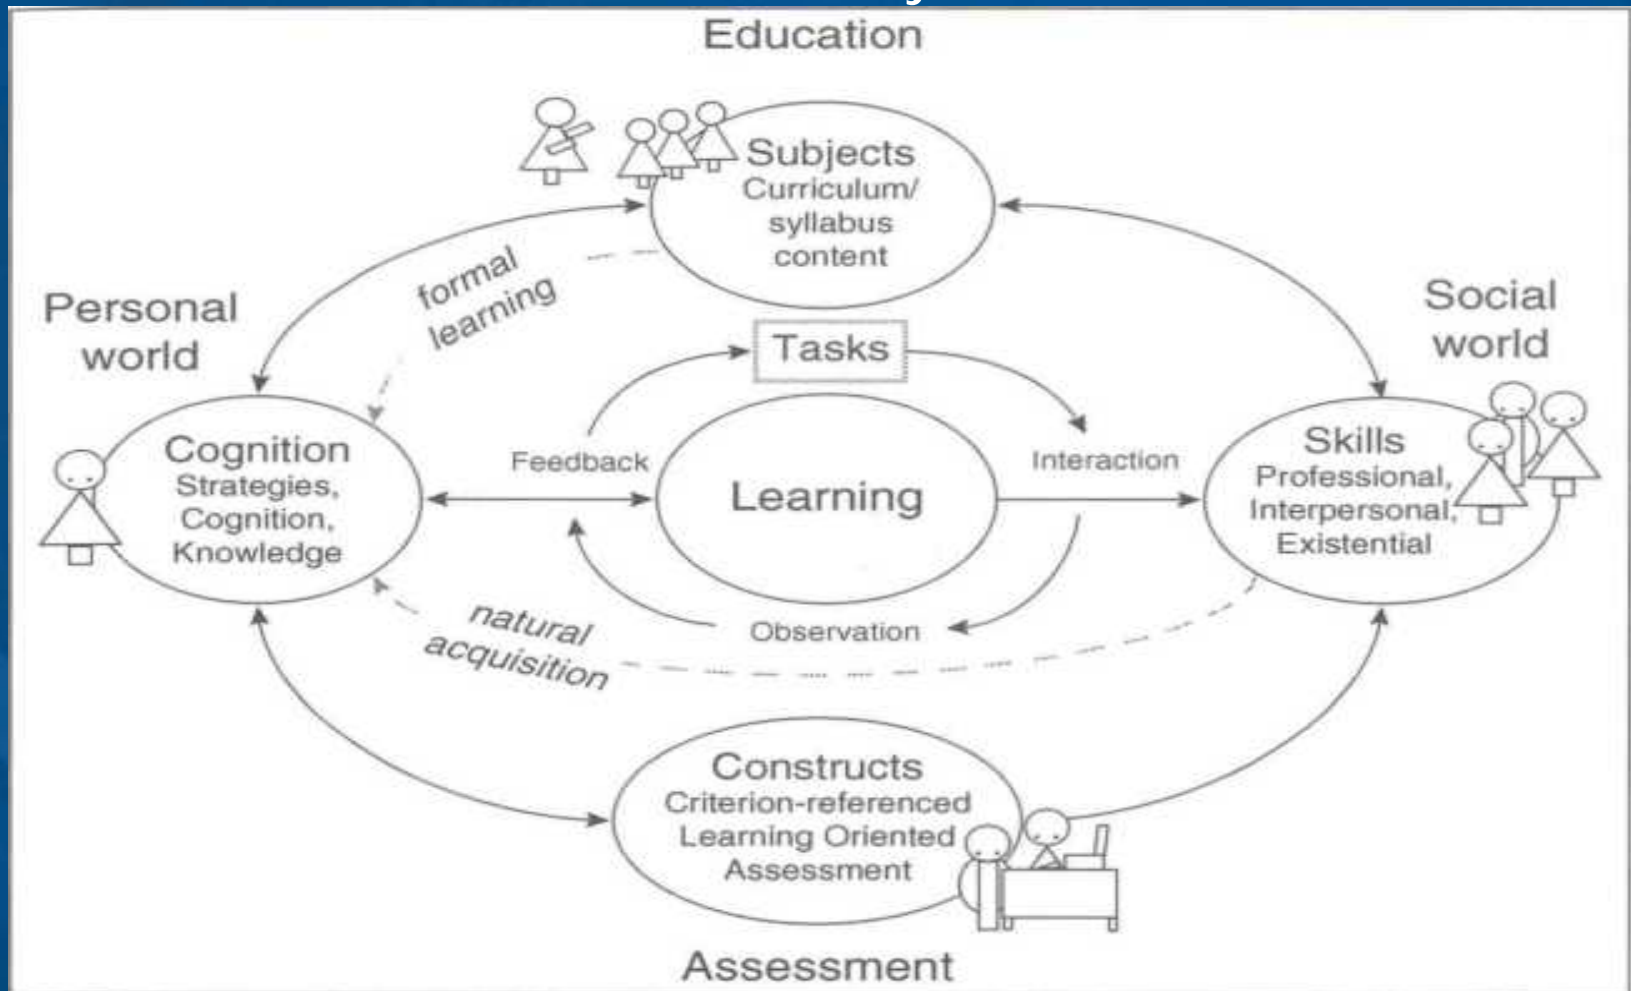 Education
Subjects
Curriculum/
syllabus
content
formal
learning
Personal
world
Social
world
Tasks
Cognition
Strategies,
Cognition,
Knowledge
Feedback
Learning
Interaction
Skills
Professional,
Interpersonal,
Existential
natural
acquisition
Observation
Constructs
Criterion-referenced
Learning Oriented
Assessment
Assessment